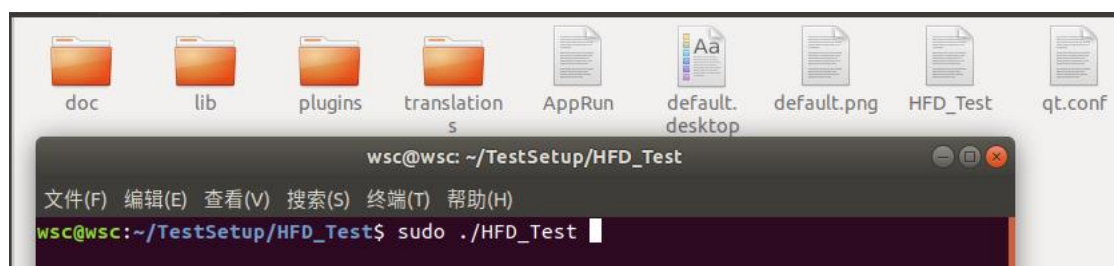 Aa
doc lib plugins translation AppRun default. default.png HFD_Test qt.conf
s desktop
wsc@wsc: ~/TestSetup/HFD_Test
文件(F) 编辑(E) 查看(V) 搜索(S) 终端(T) 帮助(H)
wsc@wsc:~/TestSetup/HFD_Test$ sudo ./HFD_Test